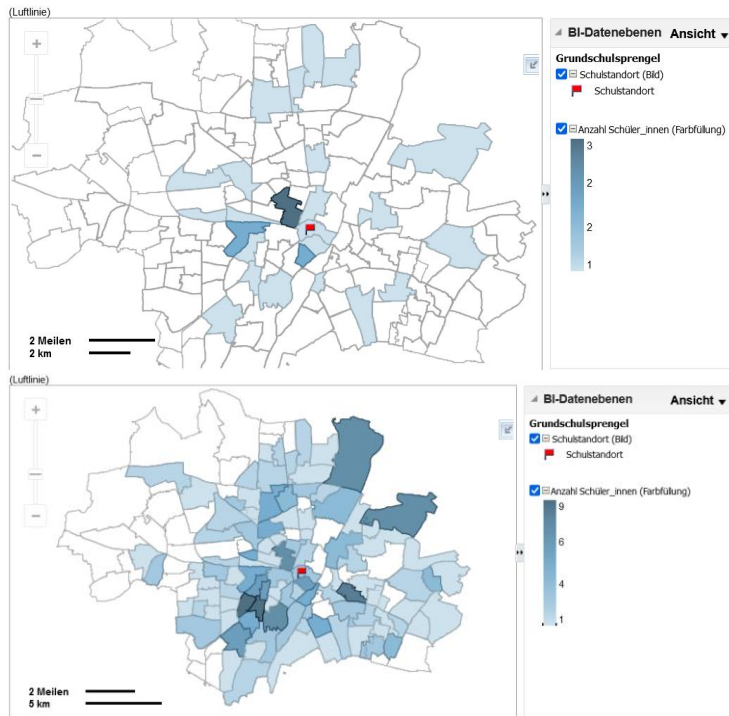 (Luftlinie)
BI-Datenebenen Ansicht
Grundschulsprengel
Schulstandort (Bild)
Schulstandort
Anzahl Schüler_innen (Farbfüllung)
3
2
2
1
2 Meilen
2 km
(Luftlinie)
BI-Datenebenen Ansicht
Grundschulsprengel
Schulstandort (Bild)
Schulstandort
Anzahl Schüler_innen (Farbfüllung)
9
6
4
1
2 Meilen
5 km